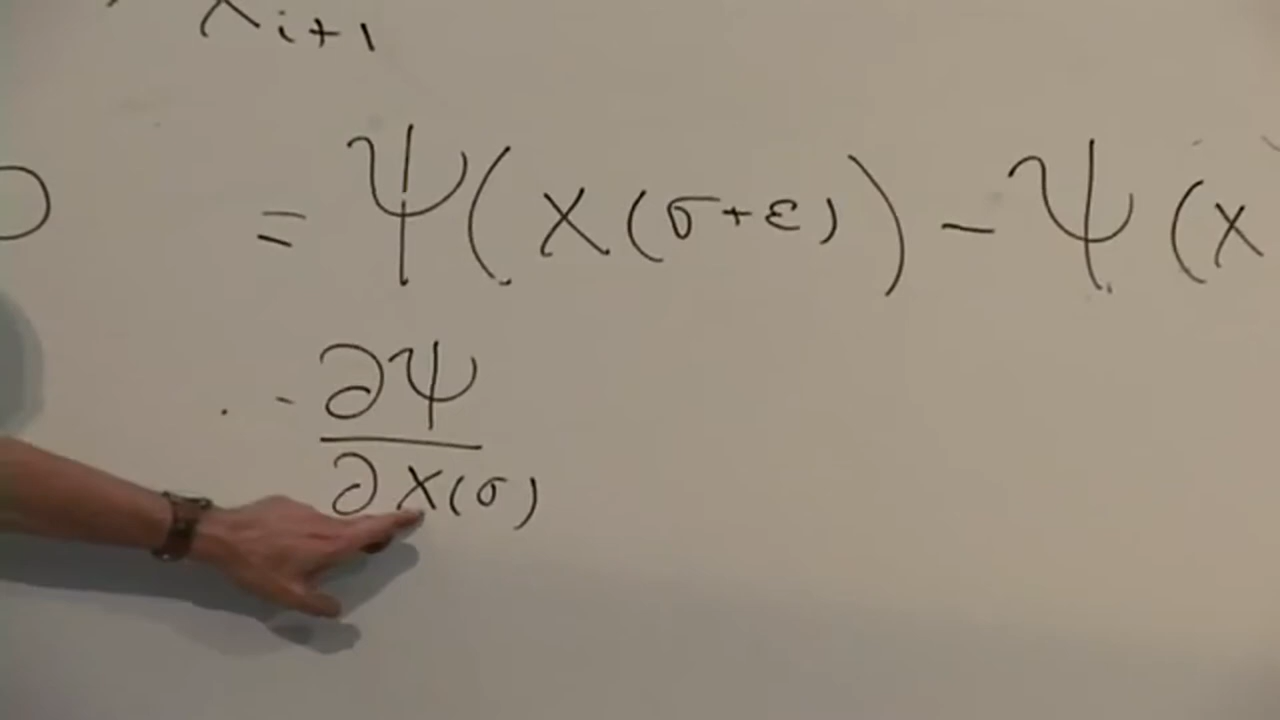 X_{i+1}
= Ψ(X(σ+ε)) - Ψ(X
- ∂Ψ
∂X(σ)